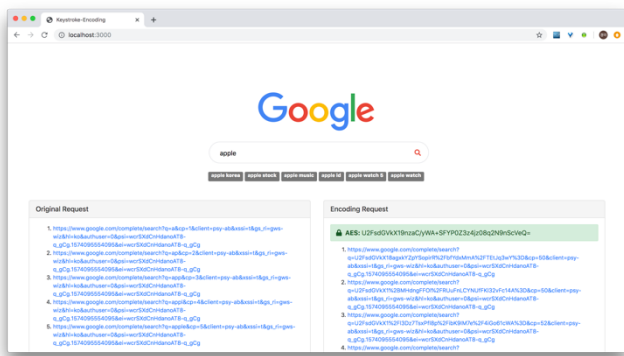 Keystroke-Encoding
localhost:3000
Google
apple
apple korea apple stock apple music apple id apple watch 5 apple watch
Original Request
1. https://www.google.com/complete/search?q=a&cp=1&client=psy-ab&xssi=t&gs_ri=gws-
wiz&hl=ko&authuser=0&psi=wcr5XdCnHdanoAT8-
q_gCg.1574095554095&ei=wcr5XdCnHdanoAT8-q_gCg
2. https://www.google.com/complete/search?q=ap&cp=2&client=psy-ab&xssi=t&gs_ri=gws-
wiz&hl=ko&authuser=0&psi=wcr5XdCnHdanoAT8-
q_gCg.1574095554095&ei=wcr5XdCnHdanoAT8-q_gCg
3. https://www.google.com/complete/search?q=app&cp=3&client=psy-ab&xssi=t&gs_ri=gws-
wiz&hl=ko&authuser=0&psi=wcr5XdCnHdanoAT8-
q_gCg.1574095554095&ei=wcr5XdCnHdanoAT8-q_gCg
4. https://www.google.com/complete/search?q=appl&cp=4&client=psy-ab&xssi=t&gs_ri=gws-
wiz&hl=ko&authuser=0&psi=wcr5XdCnHdanoAT8-
q_gCg.1574095554095&ei=wcr5XdCnHdanoAT8-q_gCg
5. https://www.google.com/complete/search?q=apple&cp=5&client=psy-ab&xssi=t&gs_ri=gws-
wiz&hl=ko&authuser=0&psi=wcr5XdCnHdanoAT8-
q_gCg.1574095554095&ei=wcr5XdCnHdanoAT8-q_gCg
Encoding Request
AES:
1. https://www.google.com/complete/search?
ab&xssi=t&gs_ri=gws-wiz&hl=ko&authuser=0&psi=wcr5XdCnHdanoAT8-
q_gCg.1574095554095&ei=wcr5XdCnHdanoAT8-q_gCg
2. https://www.google.com/complete/search?
ab&xssi=t&gs_ri=gws-wiz&hl=ko&authuser=0&psi=wcr5XdCnHdanoAT8-
q_gCg.1574095554095&ei=wcr5XdCnHdanoAT8-q_gCg
3. https://www.google.com/complete/search?
ab&xssi=t&gs_ri=gws-wiz&hl=ko&authuser=0&psi=wcr5XdCnHdanoAT8-
q_gCg.1574095554095&ei=wcr5XdCnHdanoAT8-q_gCg
4. https://www.google.com/complete/search?